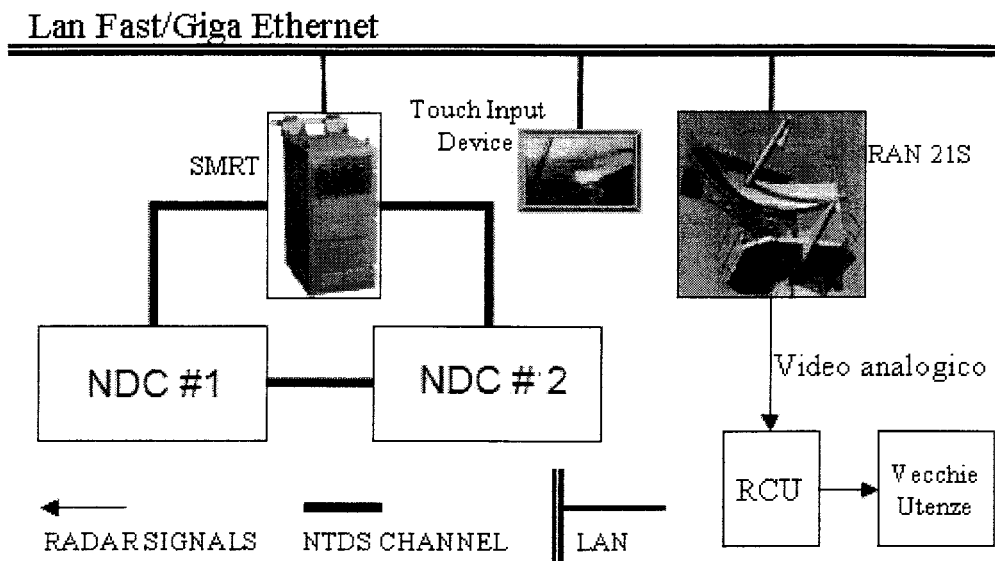 Lan Fast/Giga Ethernet
SMRT
Touch Input
Device
RAN 21S
NDC #1
NDC # 2
Video analogico
RCU
Vecchie
Utenze
RADAR SIGNALS
NTDS CHANNEL
LAN